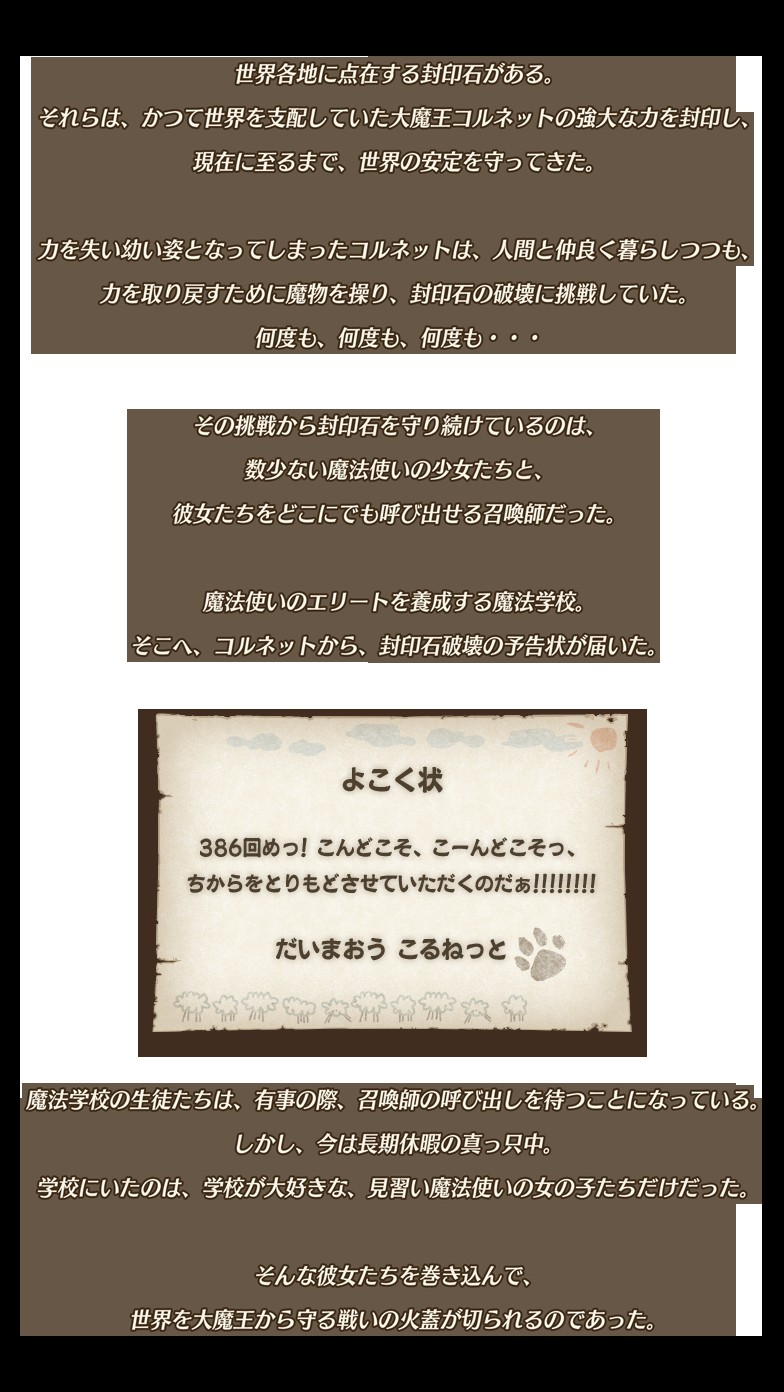 世界各地に点在する封印石がある。
それらは、かつて世界を支配していた大魔王コルネットの強大な力を封印し、
現在に至るまで、世界の安定を守ってきた。
力を失い幼い姿となってしまったコルネットは、人間と仲良く暮らしつつも、
力を取り戻すために魔物を操り、封印石の破壊に挑戦していた。
何度も、何度も、何度も・・・
その挑戦から封印石を守り続けているのは、
数少ない魔法使いの少女たちと、
彼女たちをどこにでも呼び出せる召喚師だった。
魔法使いのエリートを養成する魔法学校。
そこへ、コルネットから、封印石破壊の予告状が届いた。
よこく状
386回めっ! こんどこそ、こーんどこそっ、
ちからをとりもどさせていただくのだぁ!!!!!!!!
だいまおう こるねっと
魔法学校の生徒たちは、有事の際、召喚師の呼び出しを待つことになっている。
しかし、今は長期休暇の真っ只中。
学校にいたのは、学校が大好きな、見習い魔法使いの女の子たちだけだった。
そんな彼女たちを巻き込んで、
世界を大魔王から守る戦いの火蓋が切られるのであった。